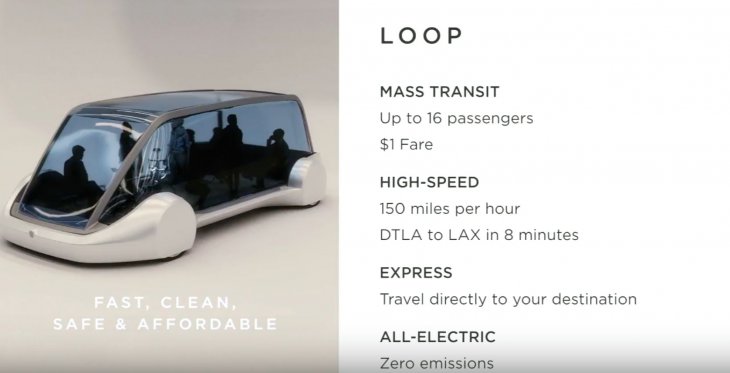 LOOP
MASS TRANSIT
Up to 16 passengers
$1 Fare
HIGH-SPEED
150 miles per hour
DTLA to LAX in 8 minutes
EXPRESS
Travel directly to your destination
ALL-ELECTRIC
Zero emissions
FAST, CLEAN,
SAFE & AFFORDABLE